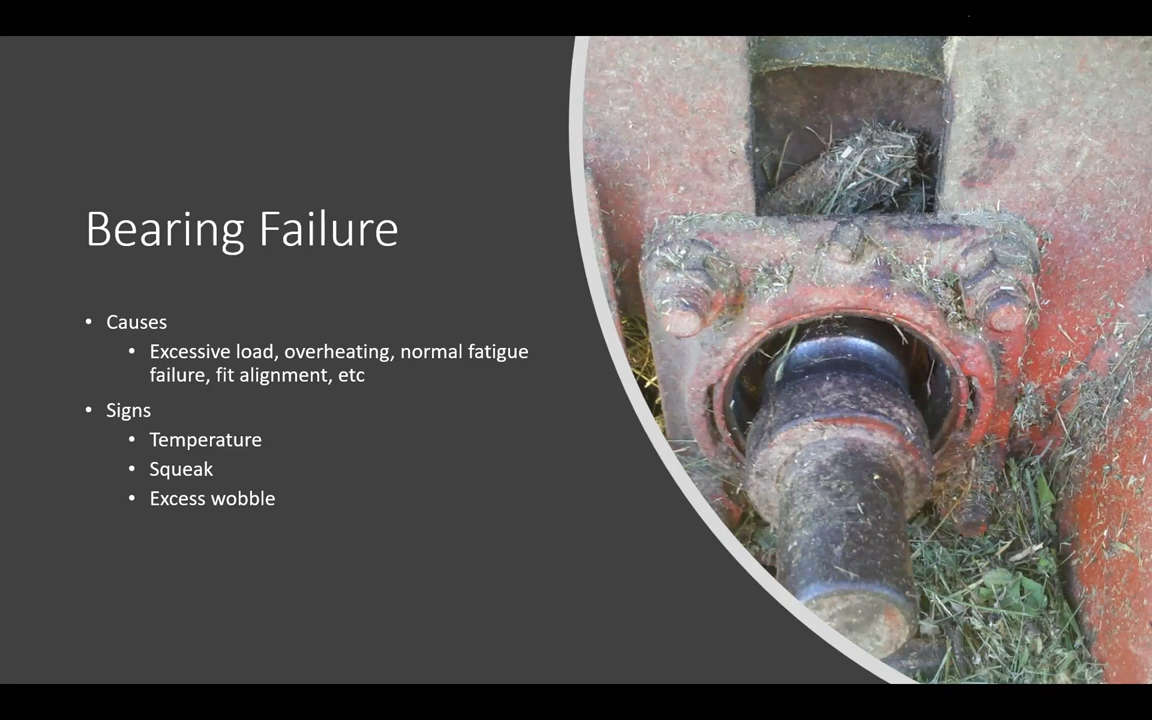 Bearing Failure
• Causes
• Excessive load, overheating, normal fatigue
failure, fit alignment, etc
• Signs
• Temperature
• Squeak
• Excess wobble